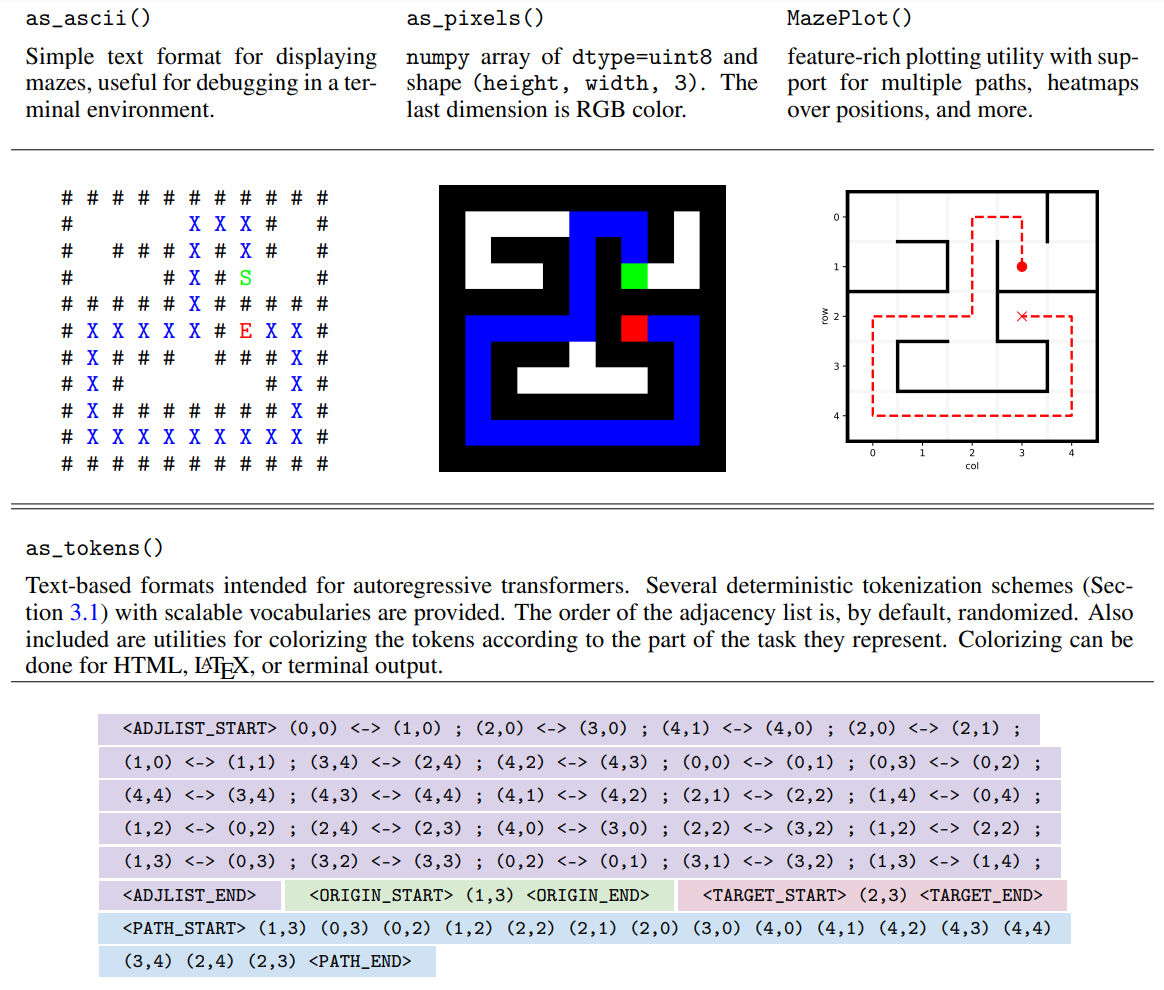 as_ascii()
Simple text format for displaying
mazes, useful for debugging in a ter-
minal environment.
as_pixels()
numpy array of dtype=uint8 and
shape (height, width, 3). The
last dimension is RGB color.
MazePlot()
feature-rich plotting utility with sup-
port for multiple paths, heatmaps
over positions, and more.
# # # # # # # # # # #
#         X X X #   #
#   # # # X # X #   #
#       # X # S     #
# # # # # X # # # # #
# X X X X X # E X X #
# X # # #   # # # X #
# X #           # X #
# X # # # # # # # X #
# X X X X X X X X X #
# # # # # # # # # # #
row
0
1
2
3
4
0 1 2 3 4
col
as_tokens()
Text-based formats intended for autoregressive transformers. Several deterministic tokenization schemes (Sec-
tion 3.1) with scalable vocabularies are provided. The order of the adjacency list is, by default, randomized. Also
included are utilities for colorizing the tokens according to the part of the task they represent. Colorizing can be
done for HTML, LATEX, or terminal output.
<ADJLIST_START> (0,0) <-> (1,0) ; (2,0) <-> (3,0) ; (4,1) <-> (4,0) ; (2,0) <-> (2,1) ;
(1,0) <-> (1,1) ; (3,4) <-> (2,4) ; (4,2) <-> (4,3) ; (0,0) <-> (0,1) ; (0,3) <-> (0,2) ;
(4,4) <-> (3,4) ; (4,3) <-> (4,4) ; (4,1) <-> (4,2) ; (2,1) <-> (2,2) ; (1,4) <-> (0,4) ;
(1,2) <-> (0,2) ; (2,4) <-> (2,3) ; (4,0) <-> (3,0) ; (2,2) <-> (3,2) ; (1,2) <-> (2,2) ;
(1,3) <-> (0,3) ; (3,2) <-> (3,3) ; (0,2) <-> (0,1) ; (3,1) <-> (3,2) ; (1,3) <-> (1,4) ;
<ADJLIST_END> <ORIGIN_START> (1,3) <ORIGIN_END> <TARGET_START> (2,3) <TARGET_END>
<PATH_START> (1,3) (0,3) (0,2) (1,2) (2,2) (2,1) (2,0) (3,0) (4,0) (4,1) (4,2) (4,3) (4,4)
(3,4) (2,4) (2,3) <PATH_END>